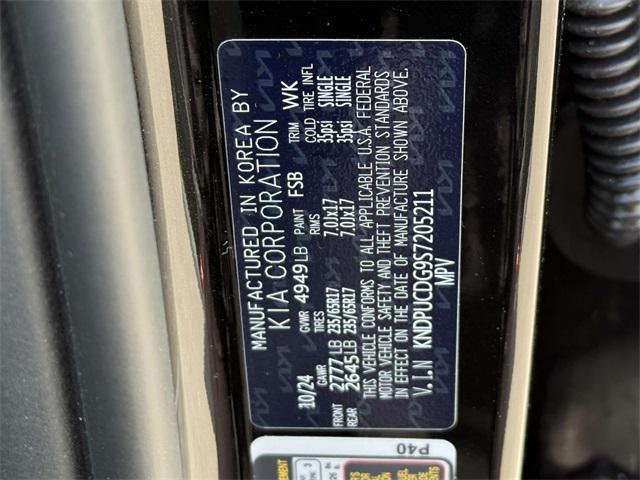 MANUFACTURED IN KOREA BY
KIA CORPORATION
10/24 GVWR 4949 LB PAINT FSB TRIM WK
GAWR TIRES RIMS COLD TIRE INFL
FRONT 2777 LB 235/65R17 7.0Jx17 35psi SINGLE
REAR 2645 LB 235/65R17 7.0Jx17 35psi SINGLE
THIS VEHICLE CONFORMS TO ALL APPLICABLE U.S.A. FEDERAL
MOTOR VEHICLE SAFETY AND THEFT PREVENTION STANDARDS
IN EFFECT ON THE DATE OF MANUFACTURE SHOWN ABOVE.
V.I.N KNDPUCDG9S7205211
MPV
P40